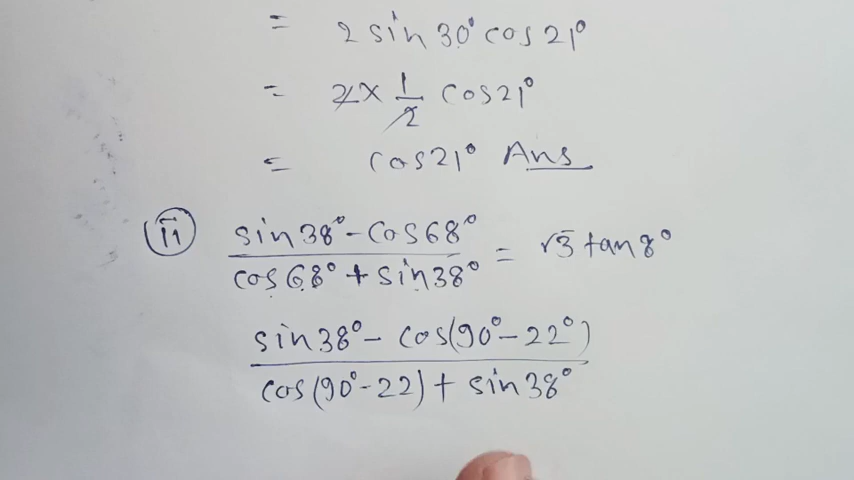 = 2 sin 30° cos 21°
= 2 × 1/2 cos 21°
= cos 21° Ans
(ii) sin 38° - cos 68° / cos 68° + sin 38° = √3 tan 8°
sin 38° - cos (90° - 22°) / cos (90° - 22) + sin 38°